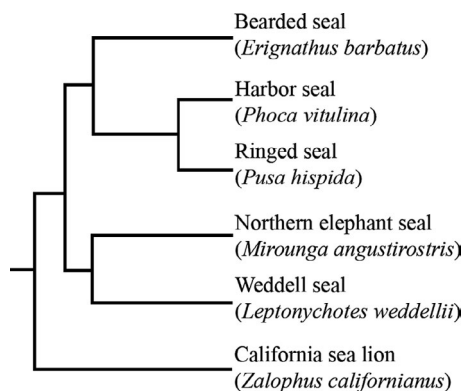 Bearded seal
(Erignathus barbatus)
Harbor seal
(Phoca vitulina)
Ringed seal
(Pusa hispida)
Northern elephant seal
(Mirounga angustirostris)
Weddell seal
(Leptonychotes weddellii)
California sea lion
(Zalophus californianus)